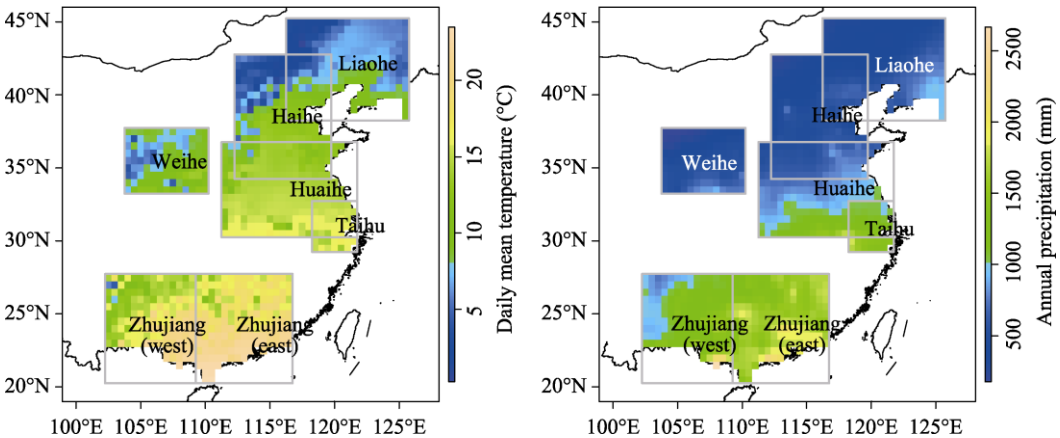 45°N
40°N
35°N
30°N
25°N
20°N
100°E 105°E 110°E 115°E 120°E 125°E
Liaohe
Haihe
Weihe
Huaihe
Taihu
Zhujiang
(west)
Zhujiang
(east)
20
15
10
5
Daily mean temperature (°C)
45°N
40°N
35°N
30°N
25°N
20°N
100°E 105°E 110°E 115°E 120°E 125°E
Liaohe
Haihe
Weihe
Huaihe
Taihu
Zhujiang
(west)
Zhujiang
(east)
2500
2000
1500
1000
500
Annual precipitation (mm)